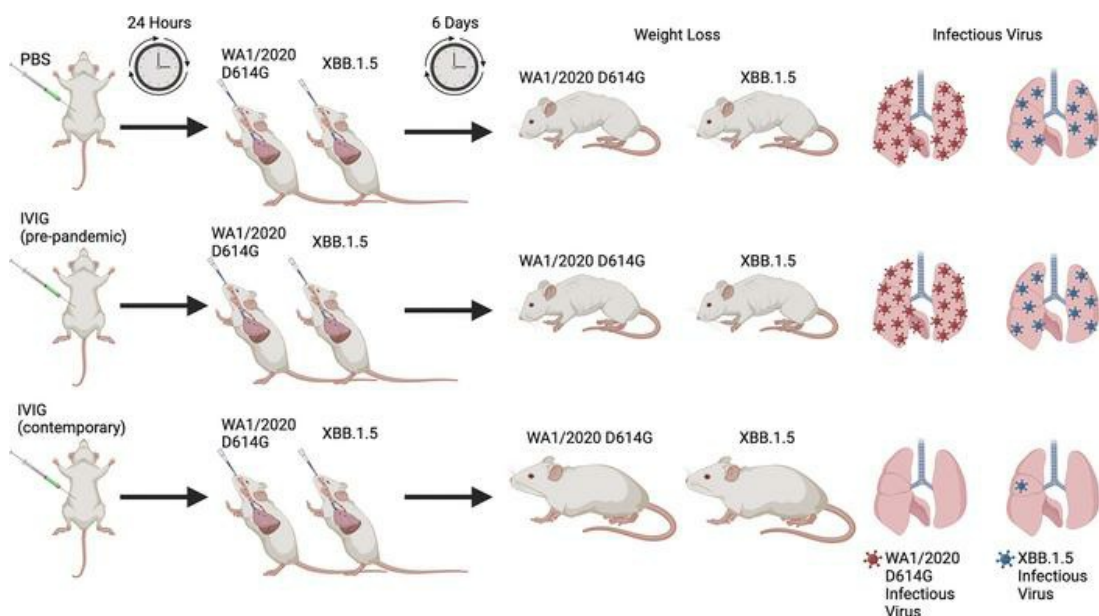 24 Hours
6 Days
Weight Loss
Infectious Virus
PBS
WA1/2020
D614G
XBB.1.5
WA1/2020 D614G
XBB.1.5
IVIG
(pre-pandemic)
WA1/2020
D614G
XBB.1.5
WA1/2020 D614G
XBB.1.5
IVIG
(contemporary)
WA1/2020
D614G
XBB.1.5
WA1/2020 D614G
XBB.1.5
WA1/2020
D614G
Infectious
Virus
XBB.1.5
Infectious
Virus